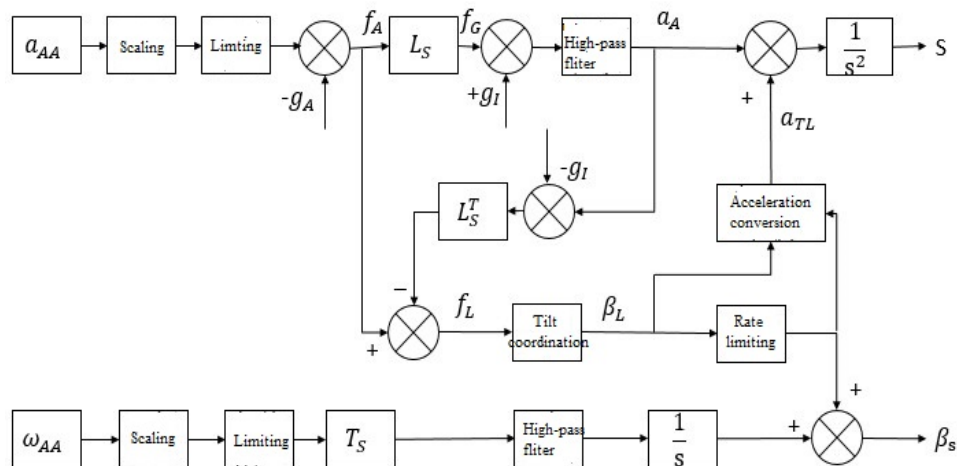 a_AA
Scaling
Limting
f_A
L_S
f_G
High-pass
fliter
a_A
1
s²
S
-g_A
+g_I
+
a_TL
-g_I
L_S^T
Acceleration
conversion
−
f_L
Tilt
coordination
β_L
Rate
limiting
+
+
ω_AA
Scaling
Limiting
T_S
High-pass
fliter
1
s
+
β_s